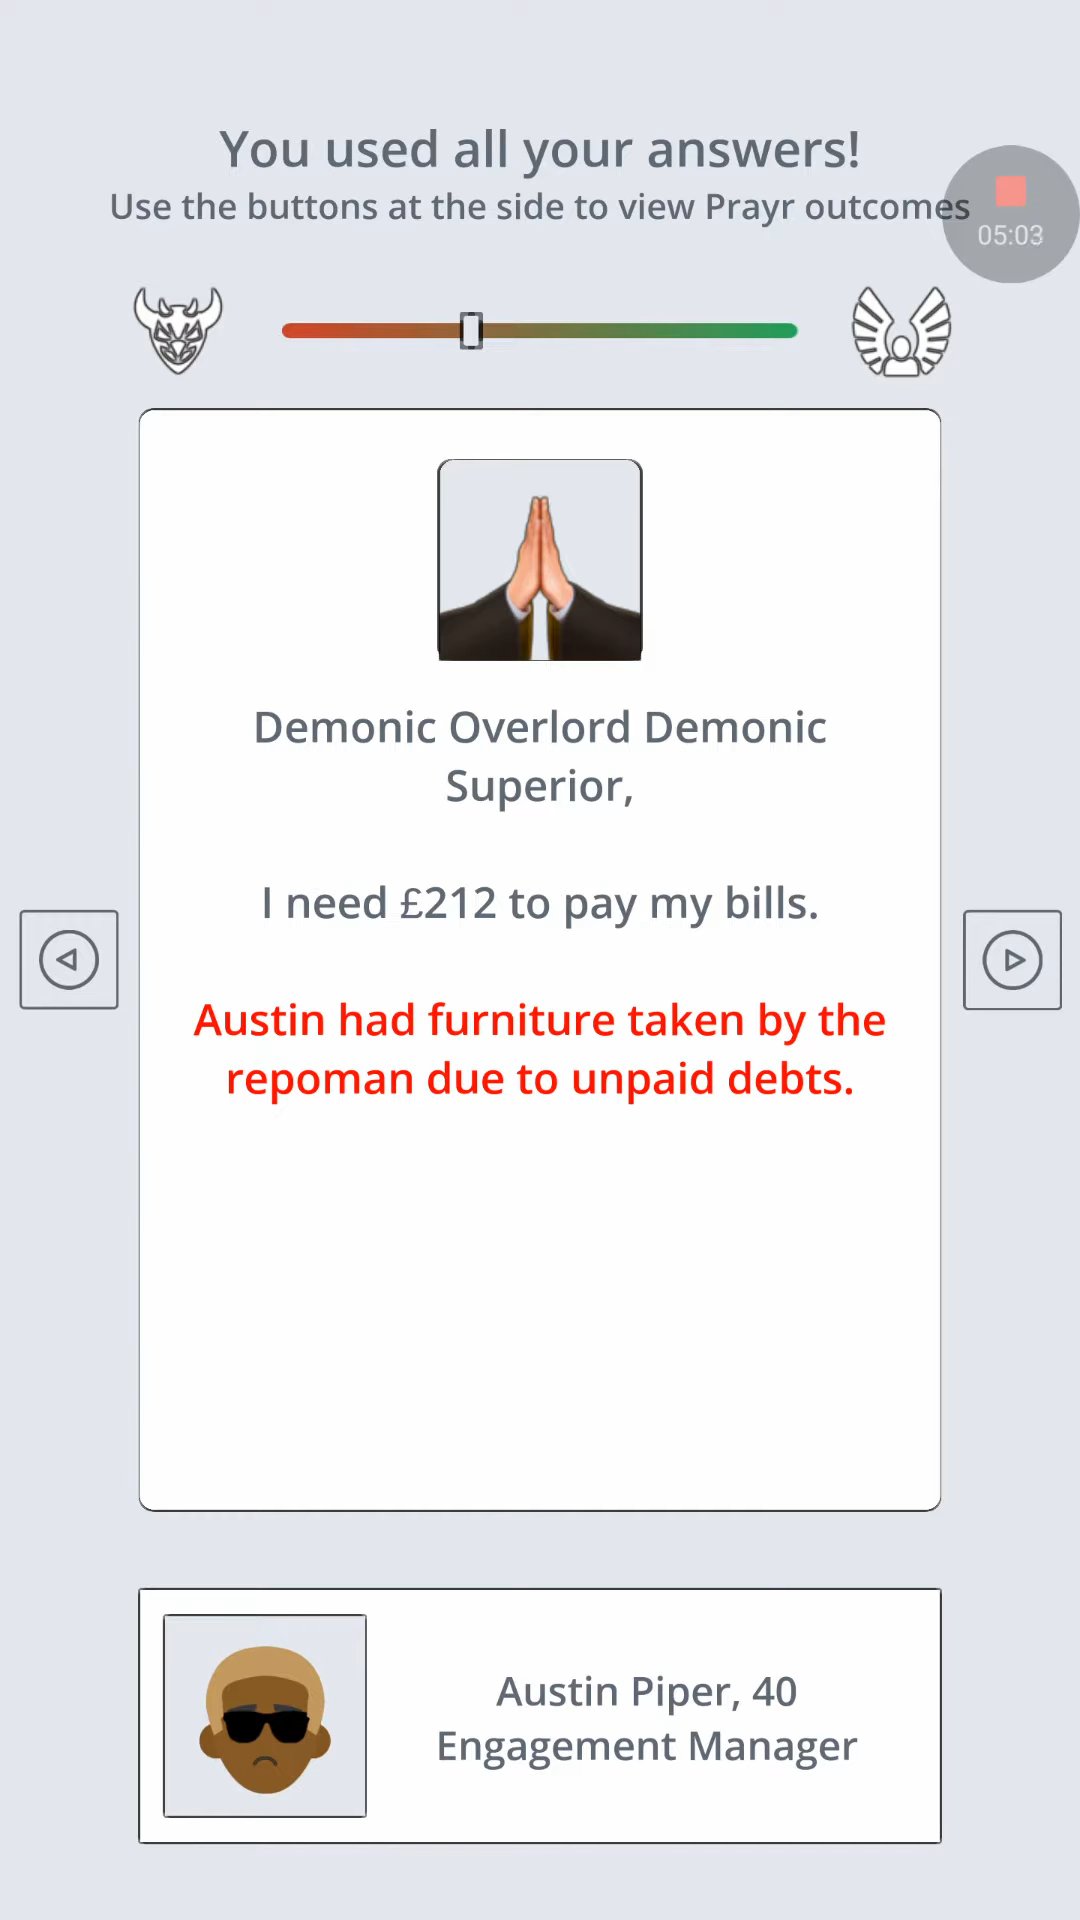 You used all your answers!
Use the buttons at the side to view Prayr outcomes
05:03
Demonic Overlord Demonic
Superior,
I need £212 to pay my bills.
Austin had furniture taken by the
repoman due to unpaid debts.
Austin Piper, 40
Engagement Manager